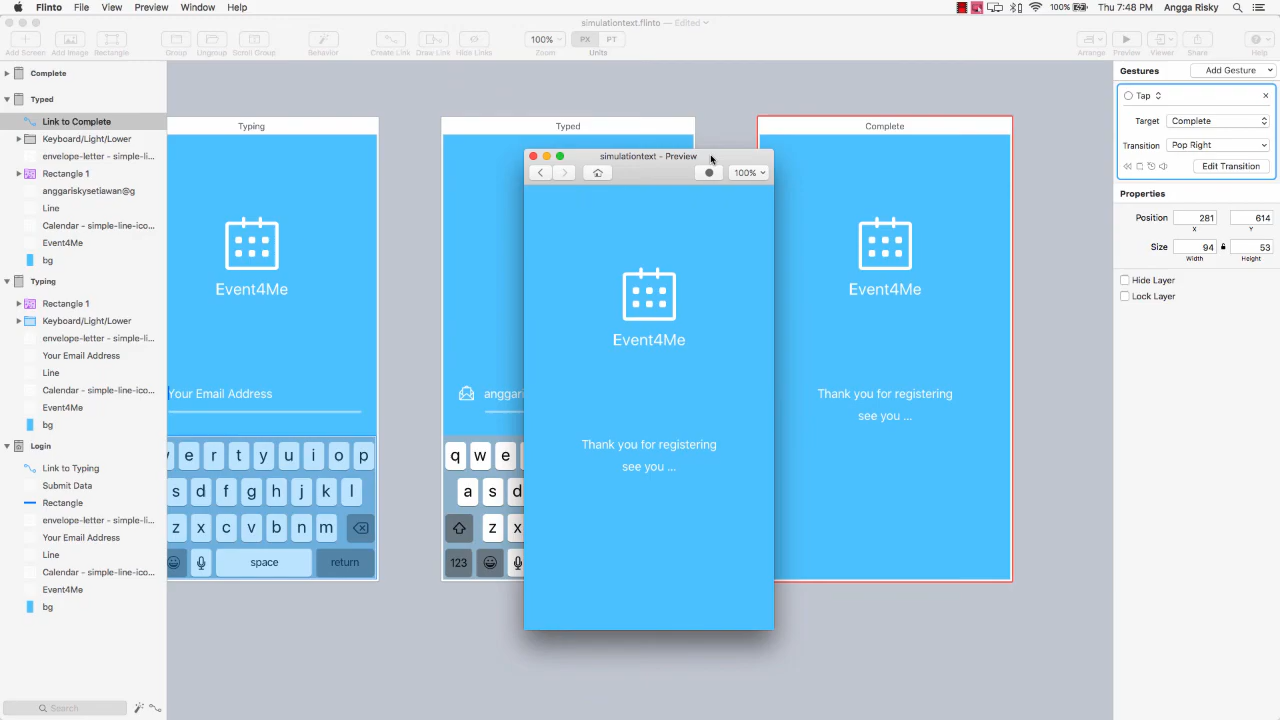 Flinto File Edit Preview Window Help 100% Thu 7:48 PM Angga Risky
simulationtext.flinto — Edited
Add Screen Add Image Rectangle Group Ungroup Scroll Group Behavior Create Link Draw Link Hide Links 100% Zoom PX PT Units Arrange Preview Viewer Share Help
Complete
Typed
Link to Complete
Keyboard/Light/Lower
envelope-letter - simple-li...
Rectangle 1
anggariskysetiawan@g
Line
Calendar - simple-line-ico...
Event4Me
bg
Typing
Rectangle 1
Keyboard/Light/Lower
envelope-letter - simple-li...
Your Email Address
Line
Calendar - simple-line-ico...
Event4Me
bg
Login
Link to Typing
Submit Data
Rectangle
envelope-letter - simple-li...
Your Email Address
Line
Calendar - simple-line-ico...
Event4Me
bg
Search
Typing
Event4Me
Your Email Address
e r t y u i o p
s d f g h j k l
z x c v b n m
space return
Typed
anggari
q w e
a s d
z x
123
simulationtext - Preview
100%
Event4Me
Thank you for registering
see you ...
Complete
Event4Me
Thank you for registering
see you ...
Gestures Add Gesture
Tap
Target Complete
Transition Pop Right
Edit Transition
Properties
Position 281 614
X Y
Size 94 53
Width Height
Hide Layer
Lock Layer